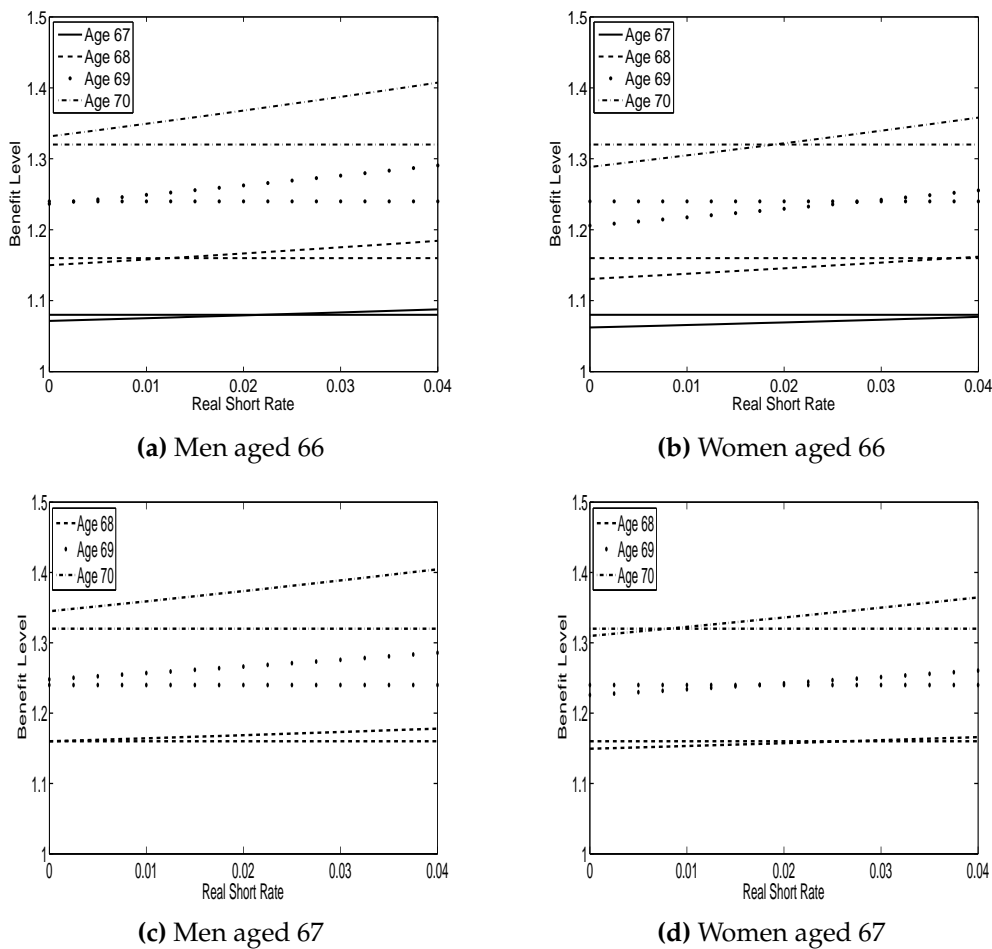 1.5
1.4
1.3
1.2
1.1
1
Benefit Level
Age 67
Age 68
Age 69
Age 70
0 0.01 0.02 0.03 0.04
Real Short Rate
(a) Men aged 66
1.5
1.4
1.3
1.2
1.1
1
Benefit Level
Age 67
Age 68
Age 69
Age 70
0 0.01 0.02 0.03 0.04
Real Short Rate
(b) Women aged 66
1.5
1.4
1.3
1.2
1.1
1
Benefit Level
Age 68
Age 69
Age 70
0 0.01 0.02 0.03 0.04
Real Short Rate
(c) Men aged 67
1.5
1.4
1.3
1.2
1.1
1
Benefit Level
Age 68
Age 69
Age 70
0 0.01 0.02 0.03 0.04
Real Short Rate
(d) Women aged 67